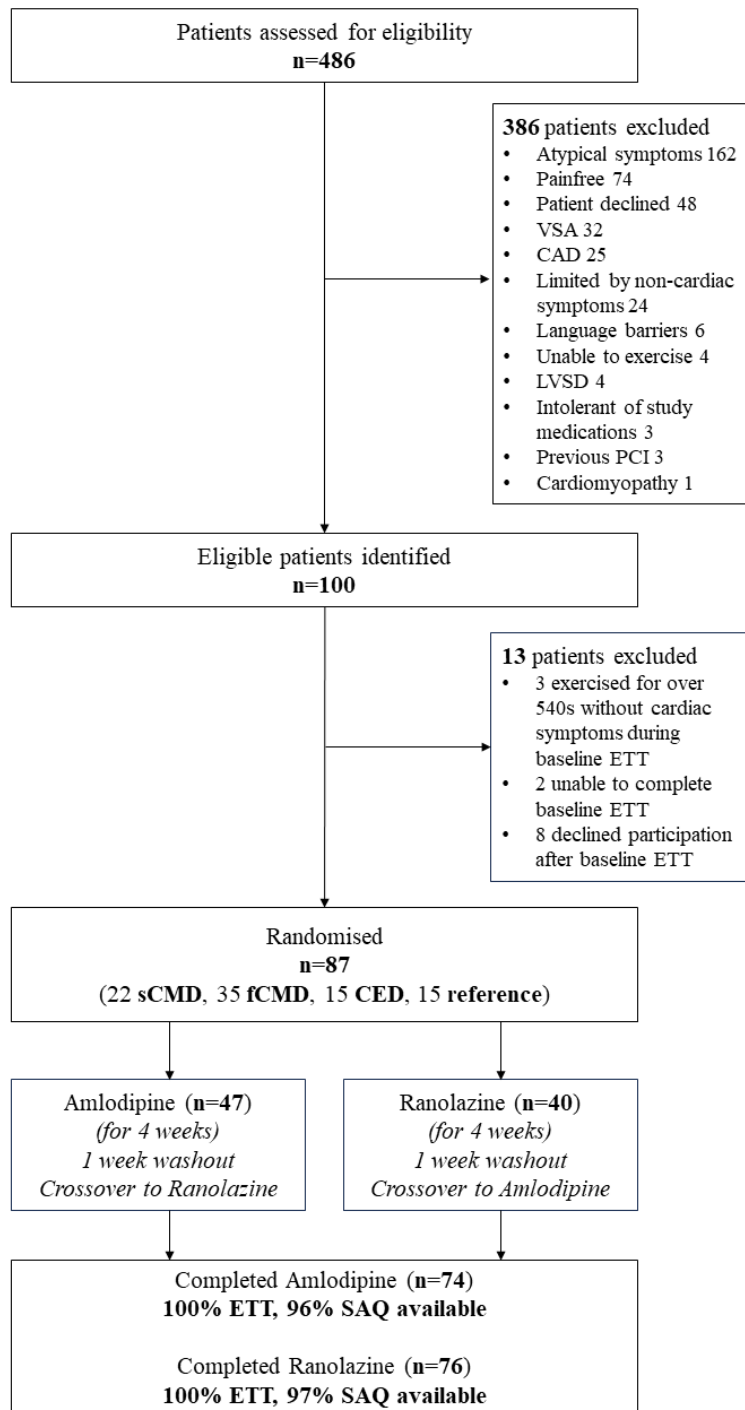 Patients assessed for eligibility
n=486
386 patients excluded
• Atypical symptoms 162
• Painfree 74
• Patient declined 48
• VSA 32
• CAD 25
• Limited by non-cardiac
symptoms 24
• Language barriers 6
• Unable to exercise 4
• LVSD 4
• Intolerant of study
medications 3
• Previous PCI 3
• Cardiomyopathy 1
Eligible patients identified
n=100
13 patients excluded
• 3 exercised for over
540s without cardiac
symptoms during
baseline ETT
• 2 unable to complete
baseline ETT
• 8 declined participation
after baseline ETT
Randomised
n=87
(22 sCMD, 35 fCMD, 15 CED, 15 reference)
Amlodipine (n=47)
(for 4 weeks)
1 week washout
Crossover to Ranolazine
Ranolazine (n=40)
(for 4 weeks)
1 week washout
Crossover to Amlodipine
Completed Amlodipine (n=74)
100% ETT, 96% SAQ available
Completed Ranolazine (n=76)
100% ETT, 97% SAQ available